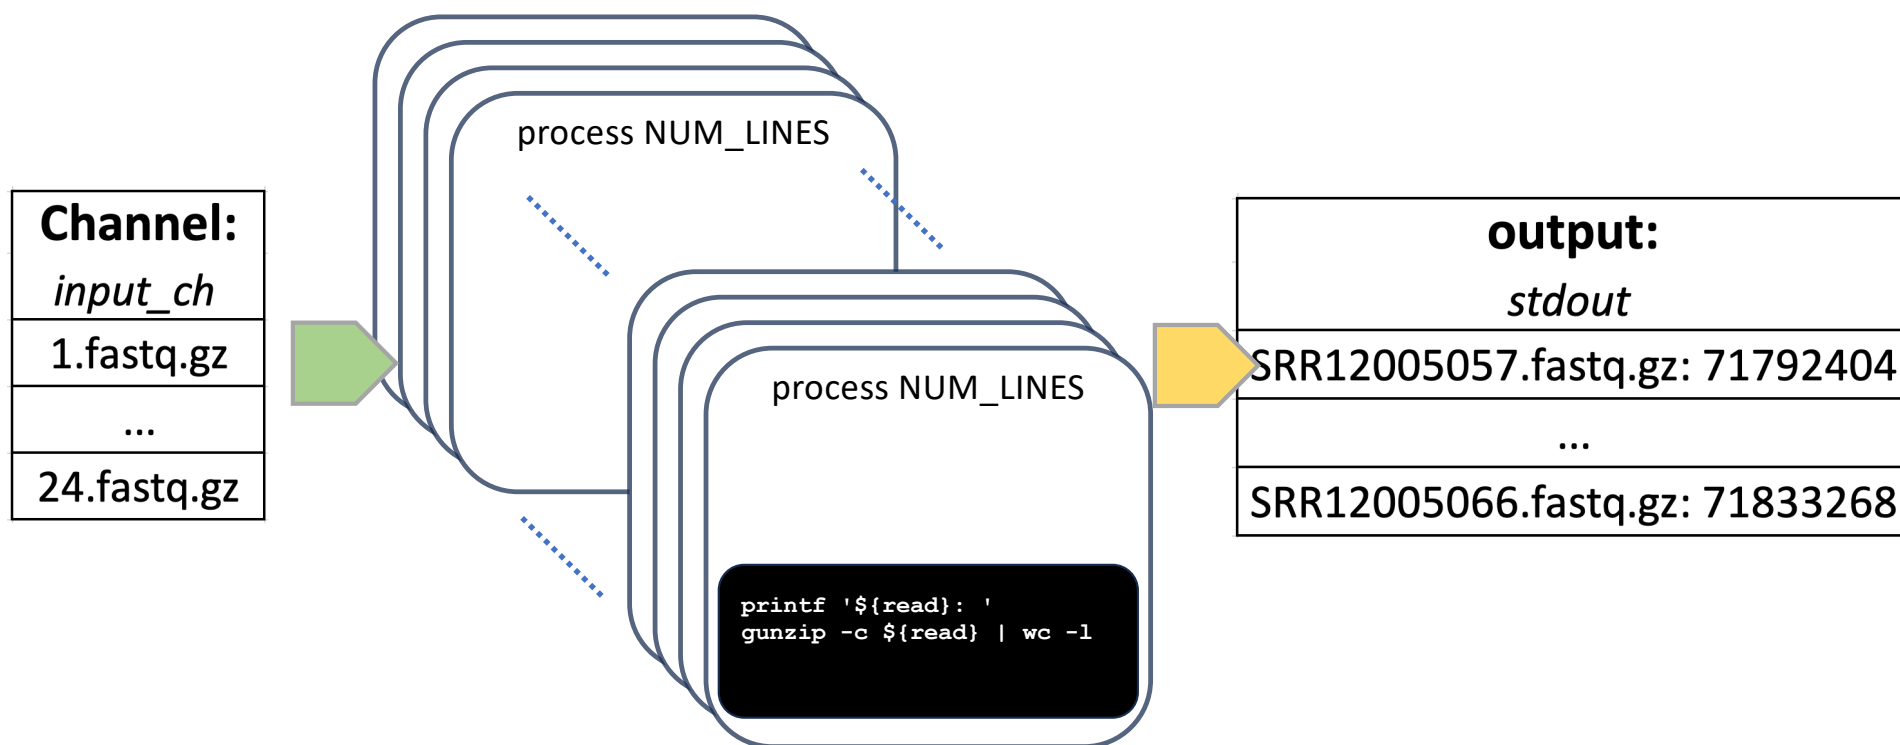 Channel:
input_ch
1.fastq.gz
...
24.fastq.gz
process NUM_LINES
process NUM_LINES
printf '${read}: '
gunzip -c ${read} | wc -l
output:
stdout
SRR12005057.fastq.gz: 71792404
...
SRR12005066.fastq.gz: 71833268